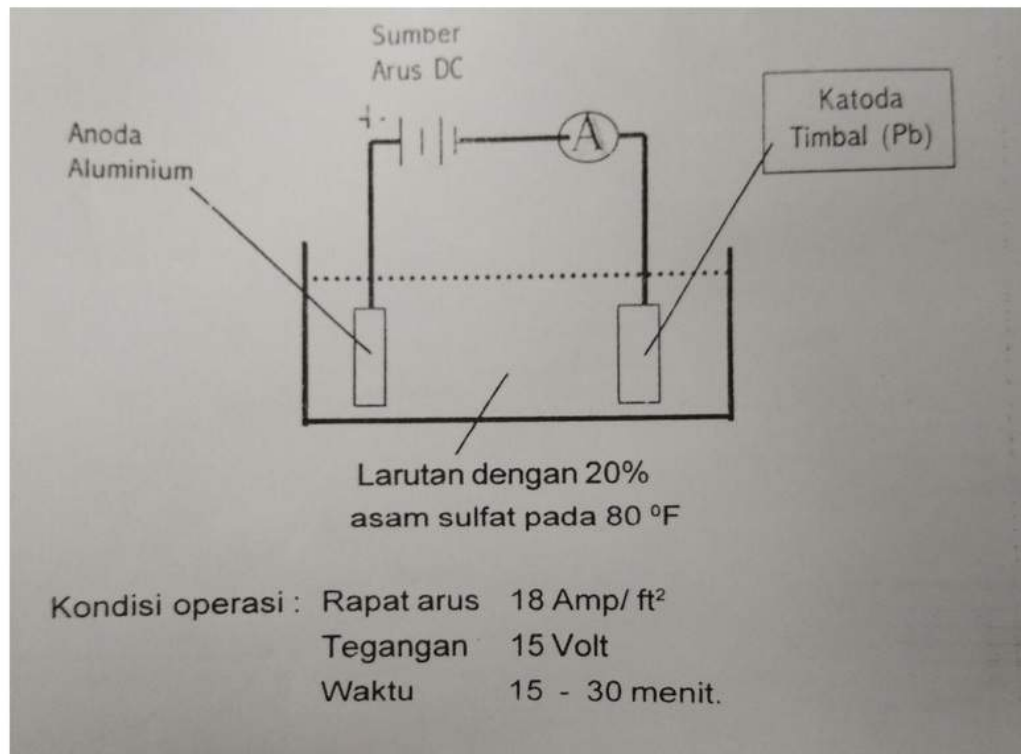 Sumber
Arus DC
+ -
A
Katoda
Timbal (Pb)
Anoda
Aluminium
Larutan dengan 20%
asam sulfat pada 80 ⁰F
Kondisi operasi : Rapat arus 18 Amp/ ft²
Tegangan 15 Volt
Waktu 15 - 30 menit.